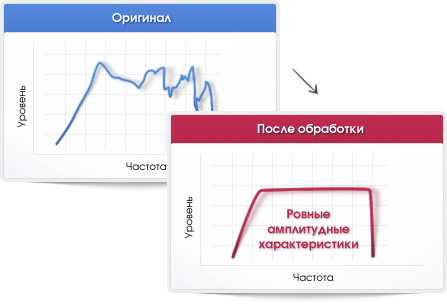 Оригинал
Уровень
Частота
После обработки
Уровень
Ровные
амплитудные
характеристики
Частота